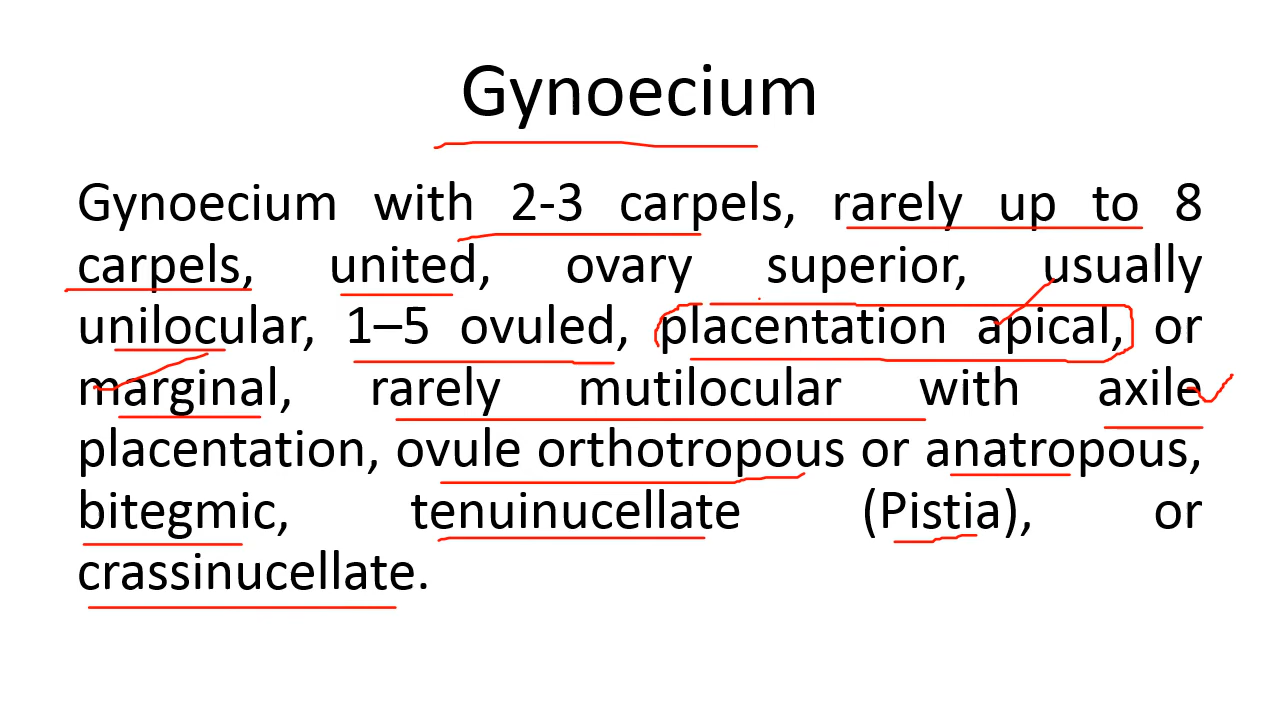 Gynoecium
Gynoecium with 2-3 carpels, rarely up to 8
carpels, united, ovary superior, usually
unilocular, 1–5 ovuled, placentation apical, or
marginal, rarely mutilocular with axile
placentation, ovule orthotropous or anatropous,
bitegmic, tenuinucellate (Pistia), or
crassinucellate.